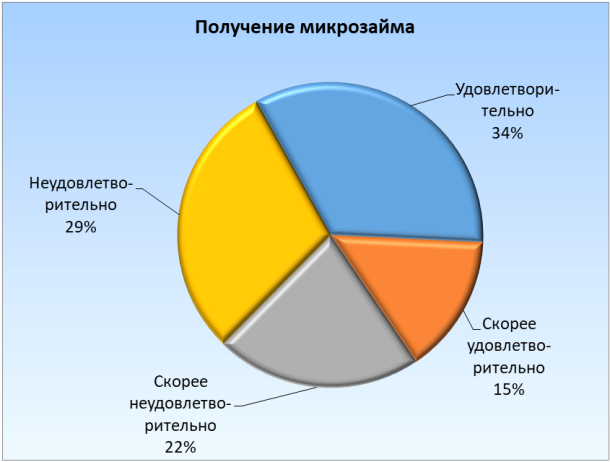 Получение микрозайма
Удовлетвори-
тельно
34%
Неудовлетво-
рительно
29%
Скорее
удовлетво-
рительно
15%
Скорее
неудовлетво-
рительно
22%